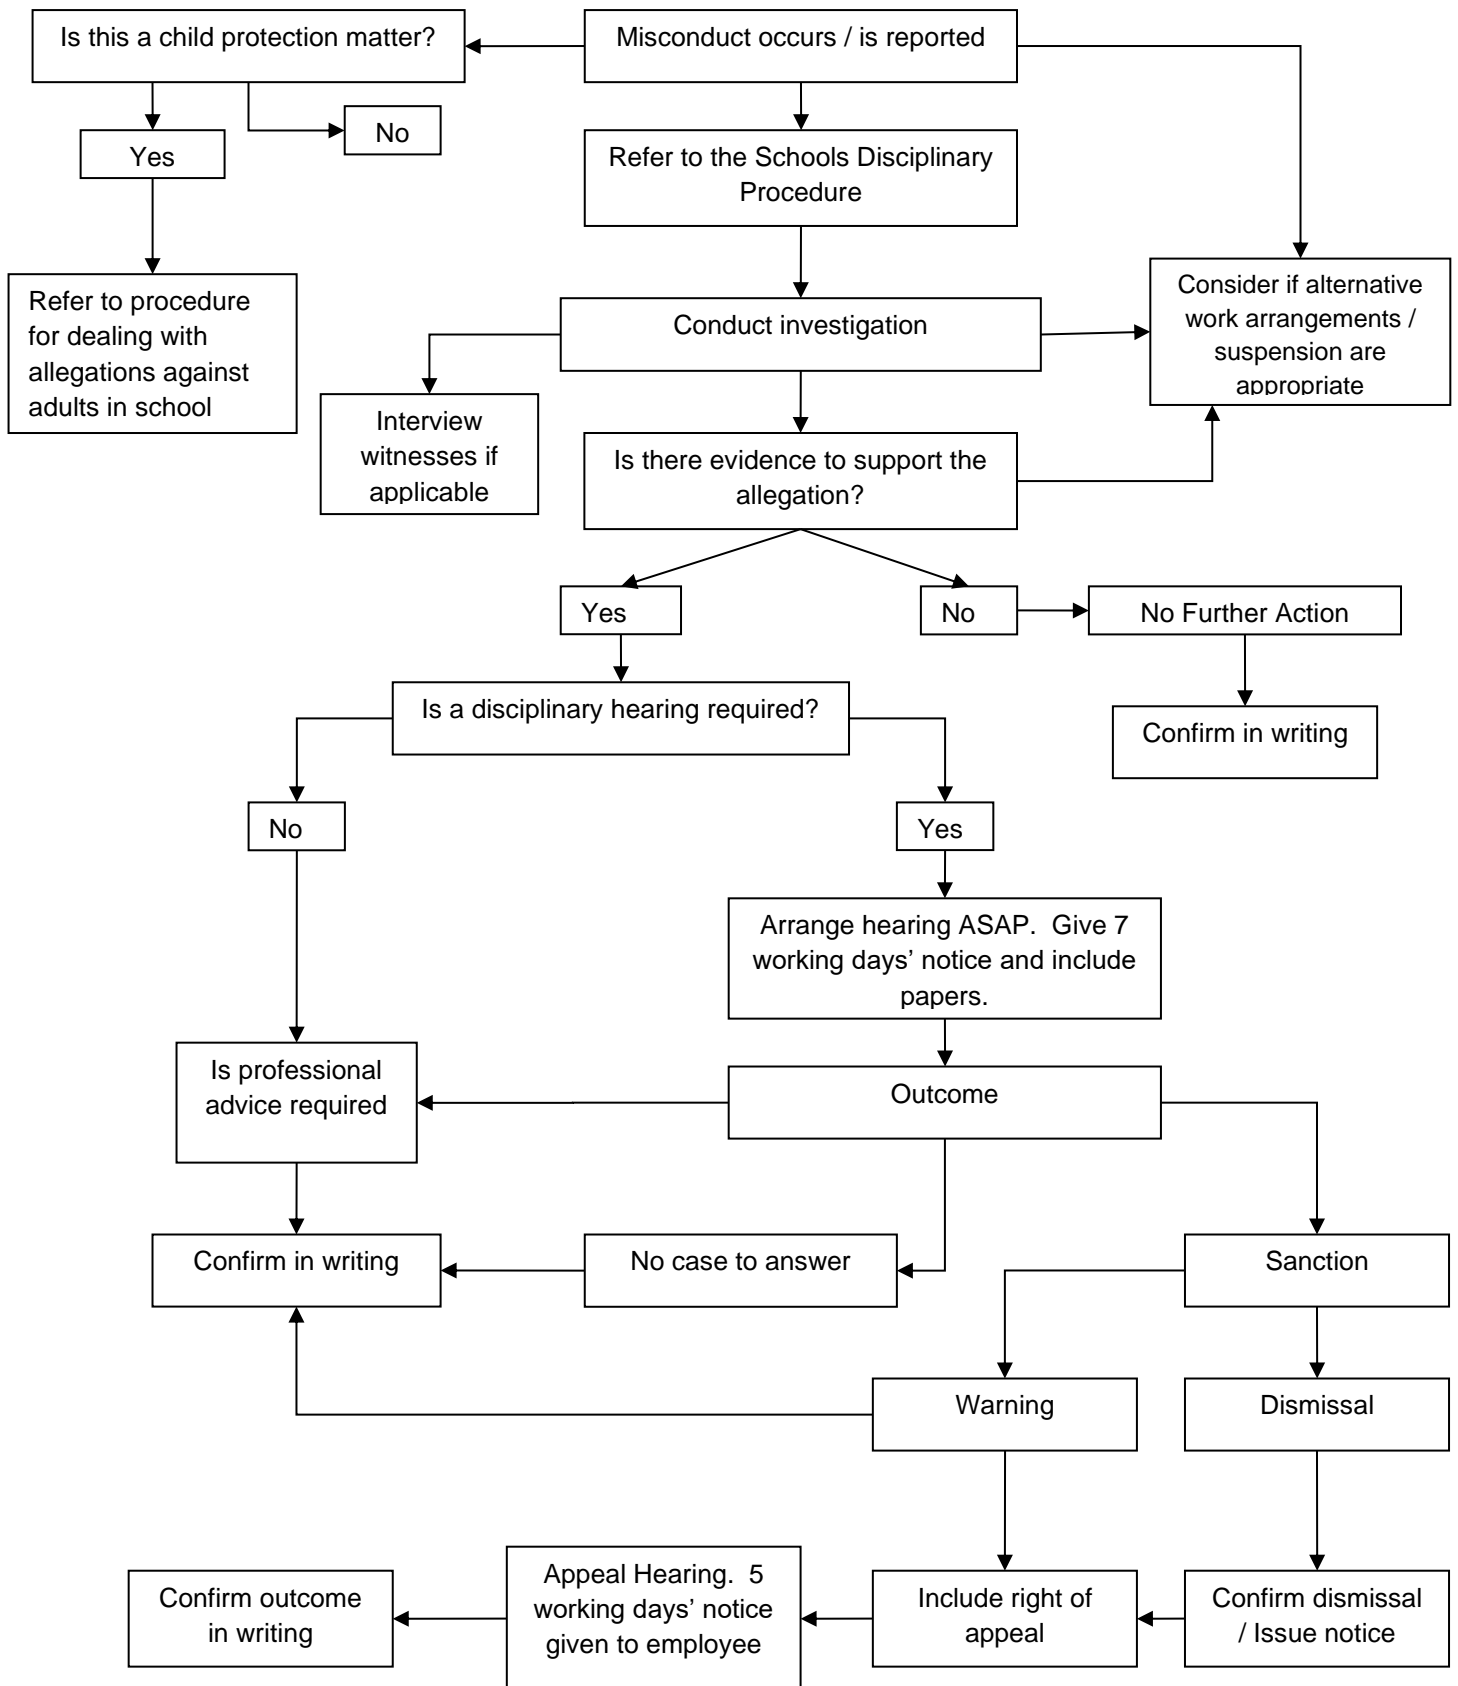 Is this a child protection matter?
Misconduct occurs / is reported
No
Yes
Refer to the Schools Disciplinary
Procedure
Refer to procedure
for dealing with
allegations against
adults in school
Consider if alternative
work arrangements /
suspension are
appropriate
Conduct investigation
Interview
witnesses if
applicable
Is there evidence to support the
allegation?
Yes
No
No Further Action
Is a disciplinary hearing required?
Confirm in writing
No
Yes
Arrange hearing ASAP.  Give 7
working days’ notice and include
papers.
Is professional
advice required
Outcome
Confirm in writing
No case to answer
Sanction
Warning
Dismissal
Confirm outcome
in writing
Appeal Hearing.  5
working days’ notice
given to employee
Include right of
appeal
Confirm dismissal
/ Issue notice